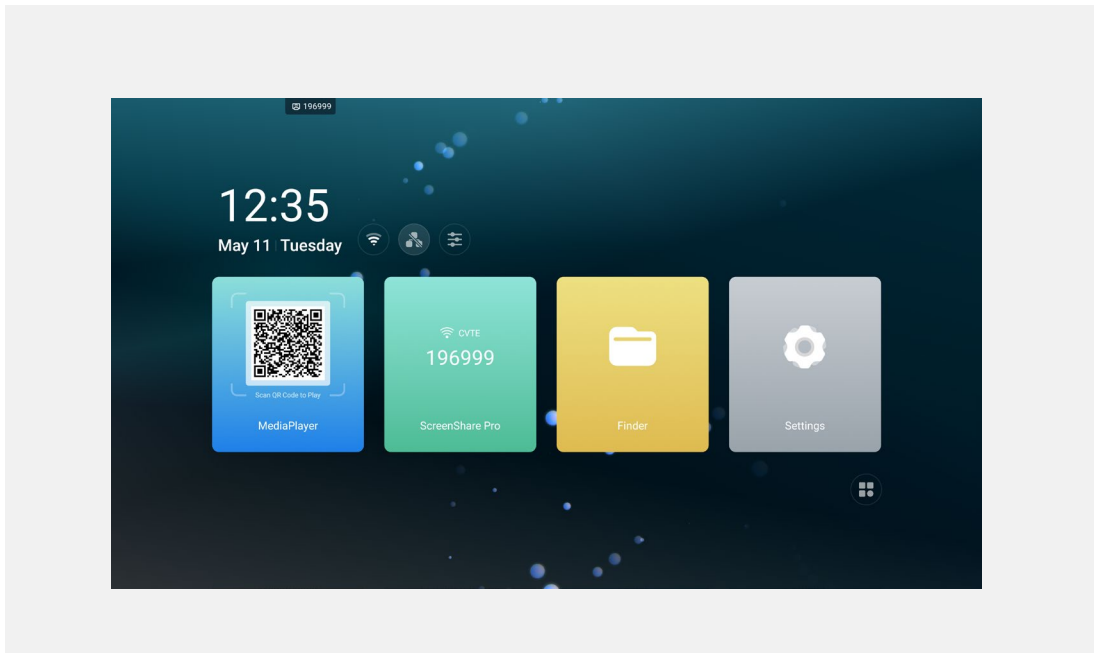 196999
12:35
May 11 | Tuesday
Scan QR Code to Play
MediaPlayer
CVTE
196999
ScreenShare Pro
Finder
Settings